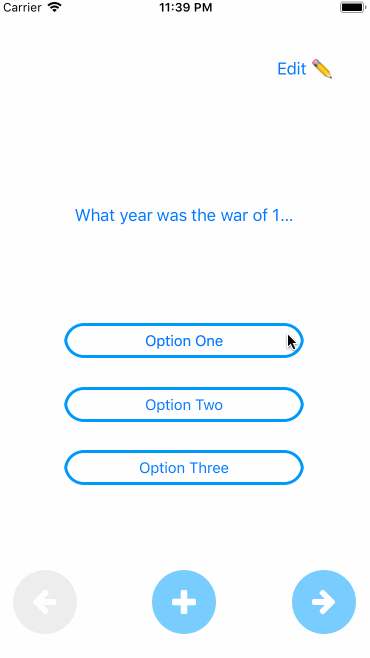 Carrier 11:39 PM
Edit ✏️
What year was the war of 1...
Option One
Option Two
Option Three